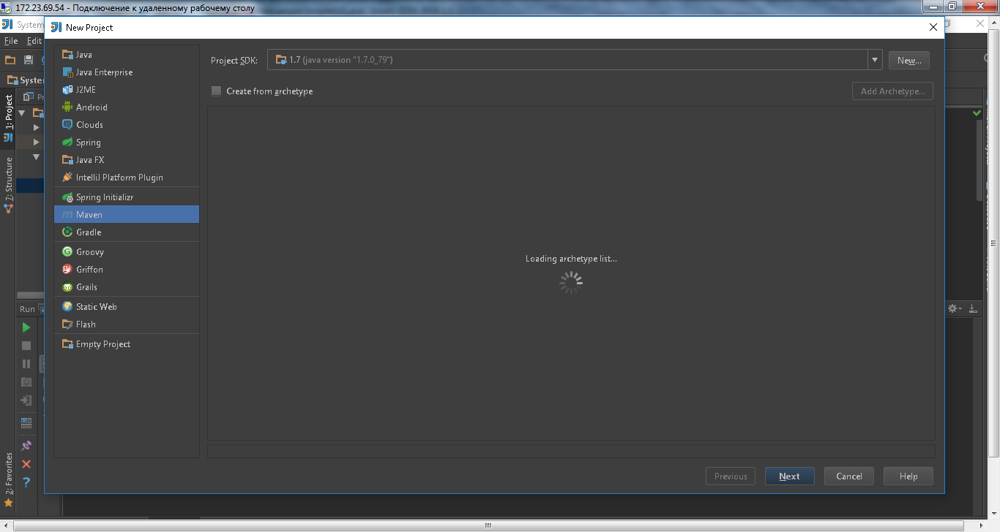 172.23.69.54 - Подключение к удаленному рабочему столу
System
New Project
File Edit
Java
Java Enterprise
J2ME
Android
Clouds
Spring
Java FX
IntelliJ Platform Plugin
Spring Initializr
Maven
Gradle
Groovy
Griffon
Grails
Static Web
Flash
Empty Project
Project SDK: 1.7 (java version "1.7.0_79") New...
Create from archetype Add Archetype...
Loading archetype list...
Previous Next Cancel Help
Syste
1: Project
7: Structure
Run
2: Favorites